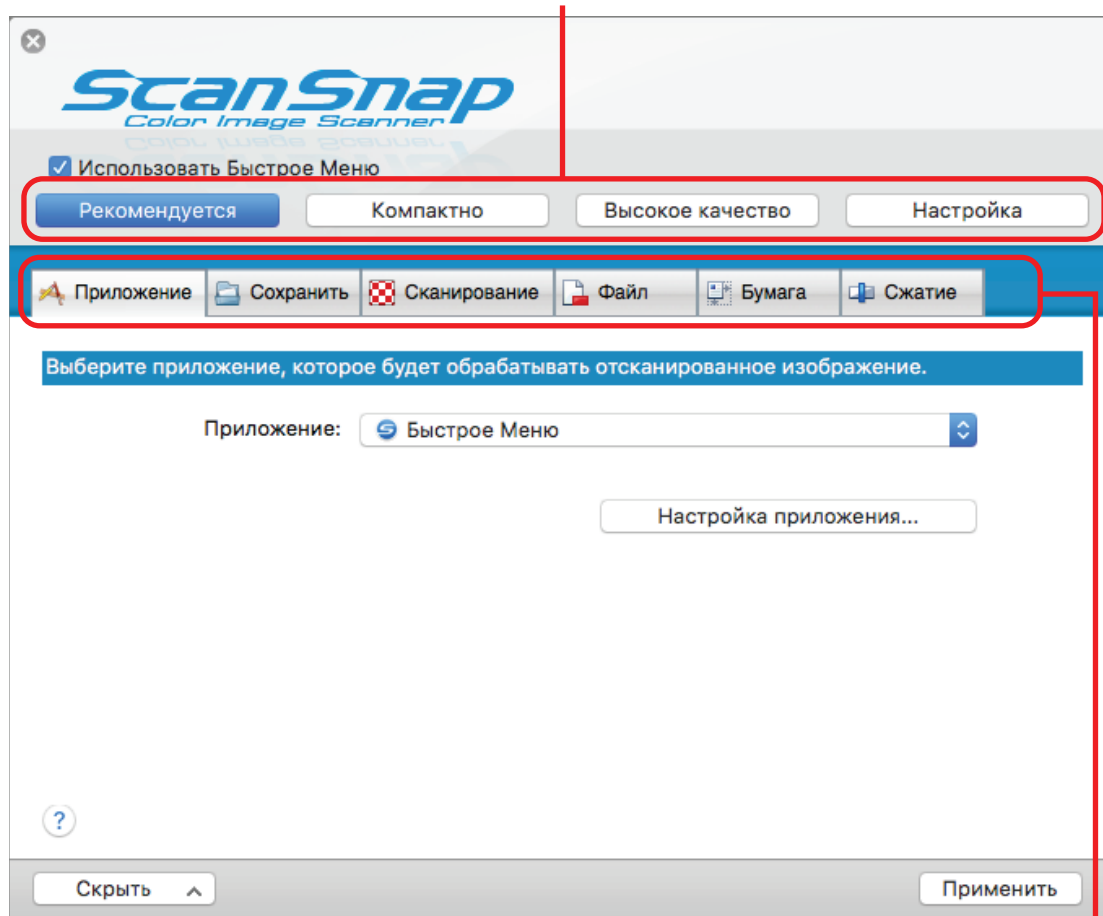 ScanSnap
Color Image Scanner
Использовать Быстрое Меню
Рекомендуется Компактно Высокое качество Настройка
Приложение Сохранить Сканирование Файл Бумага Сжатие
Выберите приложение, которое будет обрабатывать отсканированное изображение.
Приложение: Быстрое Меню
Настройка приложения...
?
Скрыть Применить